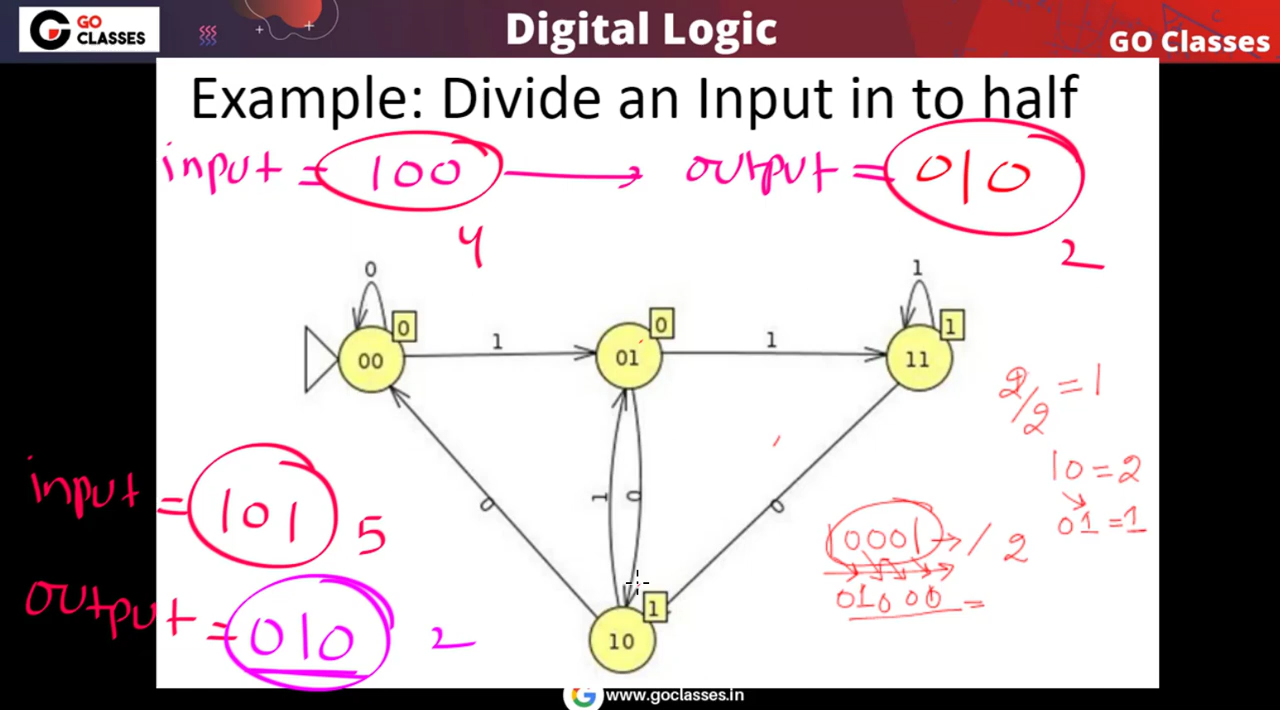 GO CLASSES
Digital Logic
GO Classes
Example: Divide an Input in to half
input = 100 → output = 010
4
2
0
0
0
1
1
1
1
00
01
11
2/2 = 1
10 = 2
01 = 1
input = 101 5
1
0
0
0
10001 → / 2
01000 =
output = 010 2
1
10
www.goclasses.in